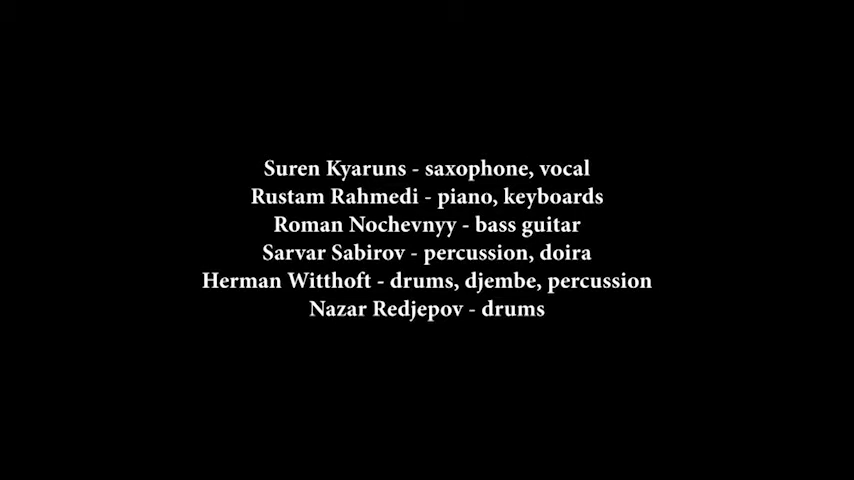 Suren Kyaruns - saxophone, vocal
Rustam Rahmedi - piano, keyboards
Roman Nochevnyy - bass guitar
Sarvar Sabirov - percussion, doira
Herman Witthoft - drums, djembe, percussion
Nazar Redjepov - drums